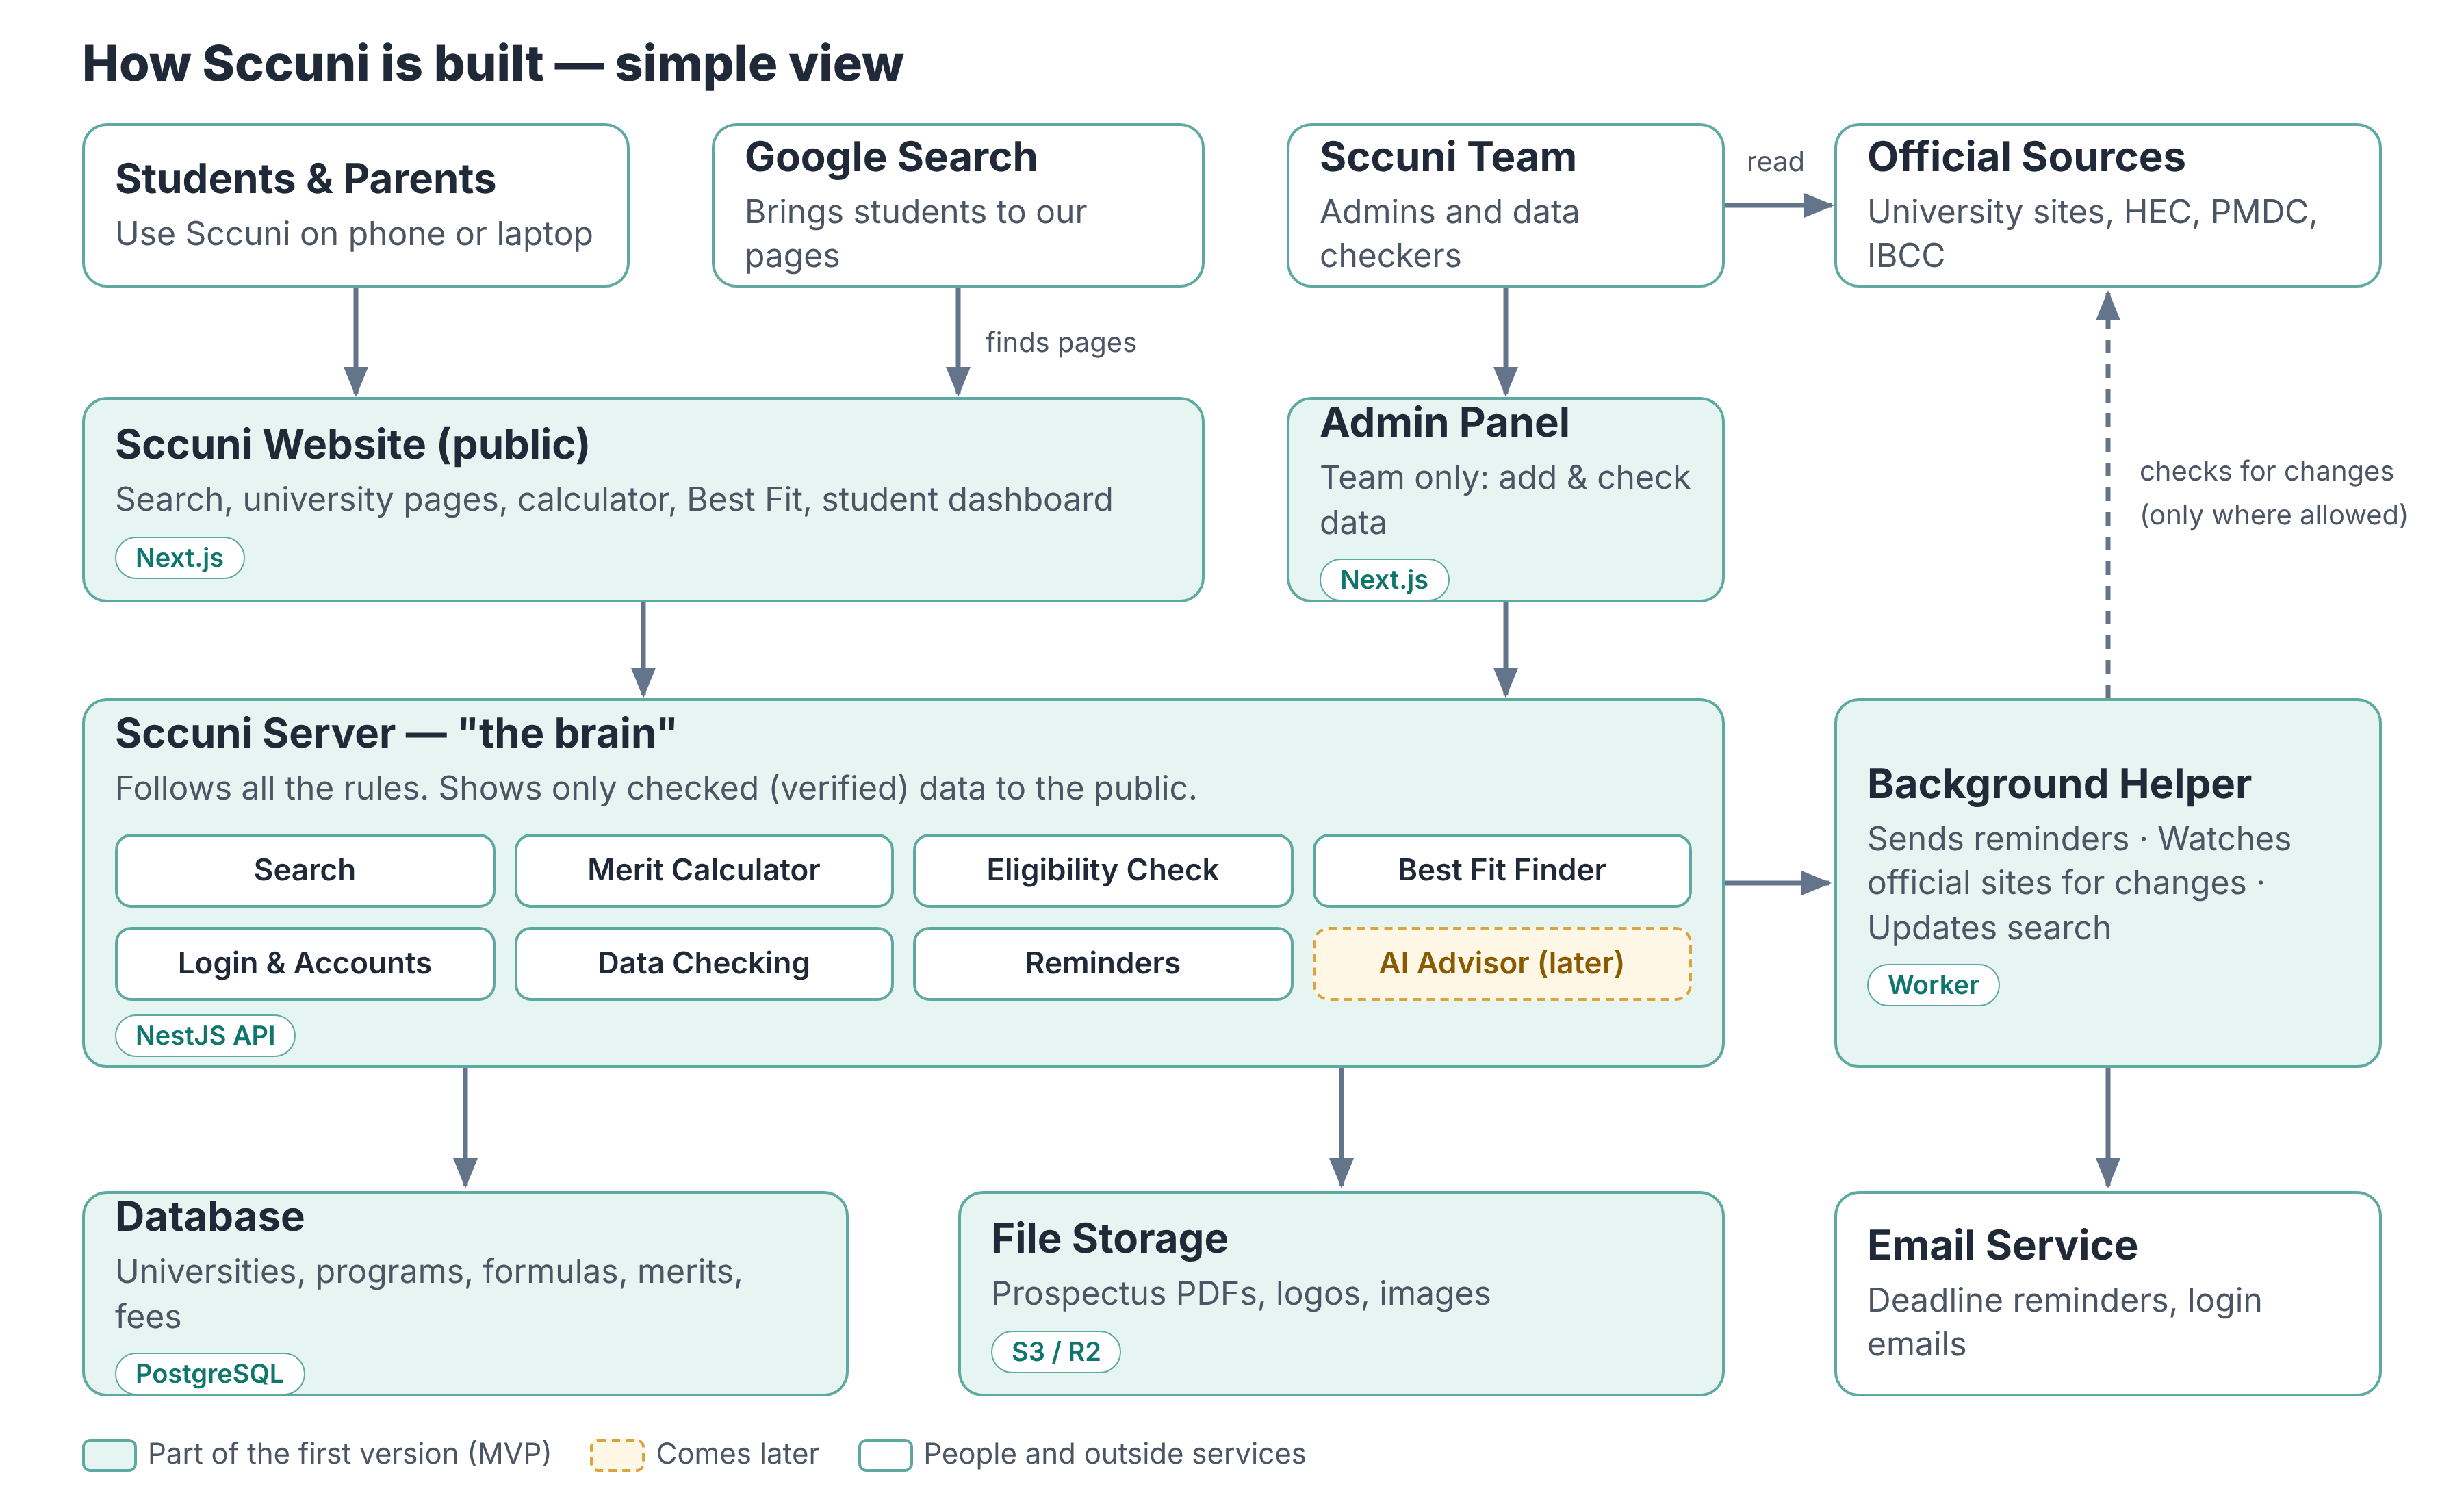 How Sccuni is built — simple view
Students & Parents
Use Sccuni on phone or laptop
Google Search
Brings students to our
pages
Sccuni Team
Admins and data
checkers
read
Official Sources
University sites, HEC, PMDC,
IBCC
finds pages
Sccuni Website (public)
Search, university pages, calculator, Best Fit, student dashboard
Next.js
Admin Panel
Team only: add & check
data
Next.js
checks for changes
(only where allowed)
Sccuni Server — "the brain"
Follows all the rules. Shows only checked (verified) data to the public.
Search
Merit Calculator
Eligibility Check
Best Fit Finder
Login & Accounts
Data Checking
Reminders
AI Advisor (later)
NestJS API
Background Helper
Sends reminders · Watches
official sites for changes ·
Updates search
Worker
Database
Universities, programs, formulas, merits,
fees
PostgreSQL
File Storage
Prospectus PDFs, logos, images
S3 / R2
Email Service
Deadline reminders, login
emails
Part of the first version (MVP)
Comes later
People and outside services